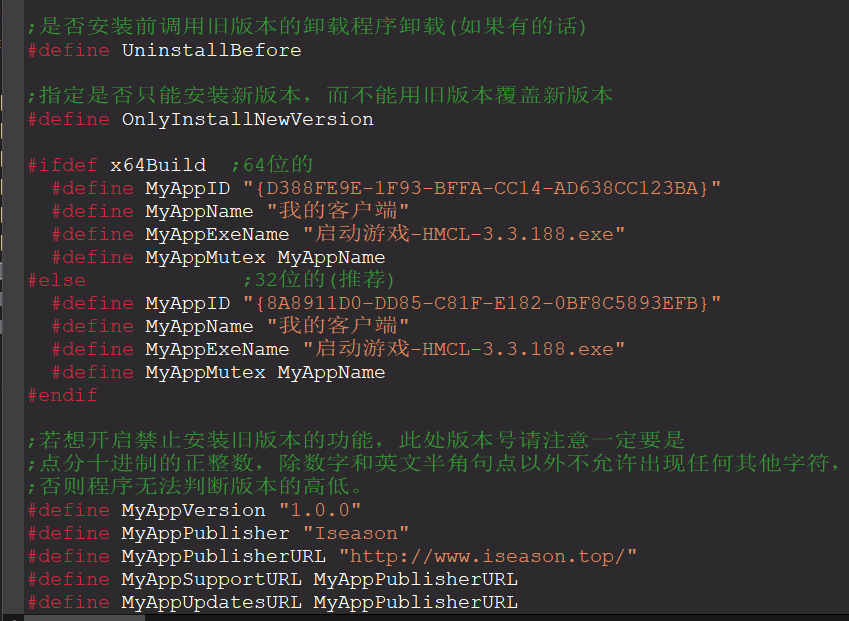 ;是否安装前调用旧版本的卸载程序卸载(如果有的话)
#define UninstallBefore
;指定是否只能安装新版本，而不能用旧版本覆盖新版本
#define OnlyInstallNewVersion
#ifdef x64Build ;64位的
#define MyAppID "{D388FE9E-1F93-BFFA-CC14-AD638CC123BA}"
#define MyAppName "我的客户端"
#define MyAppExeName "启动游戏-HMCL-3.3.188.exe"
#define MyAppMutex MyAppName
#else ;32位的(推荐)
#define MyAppID "{8A8911D0-DD85-C81F-E182-0BF8C5893EFB}"
#define MyAppName "我的客户端"
#define MyAppExeName "启动游戏-HMCL-3.3.188.exe"
#define MyAppMutex MyAppName
#endif
;若想开启禁止安装旧版本的功能，此处版本号请注意一定要是
;点分十进制的正整数，除数字和英文半角句点以外不允许出现任何其他字符，
;否则程序无法判断版本的高低。
#define MyAppVersion "1.0.0"
#define MyAppPublisher "Iseason"
#define MyAppPublisherURL "http://www.iseason.top/"
#define MyAppSupportURL MyAppPublisherURL
#define MyAppUpdatesURL MyAppPublisherURL